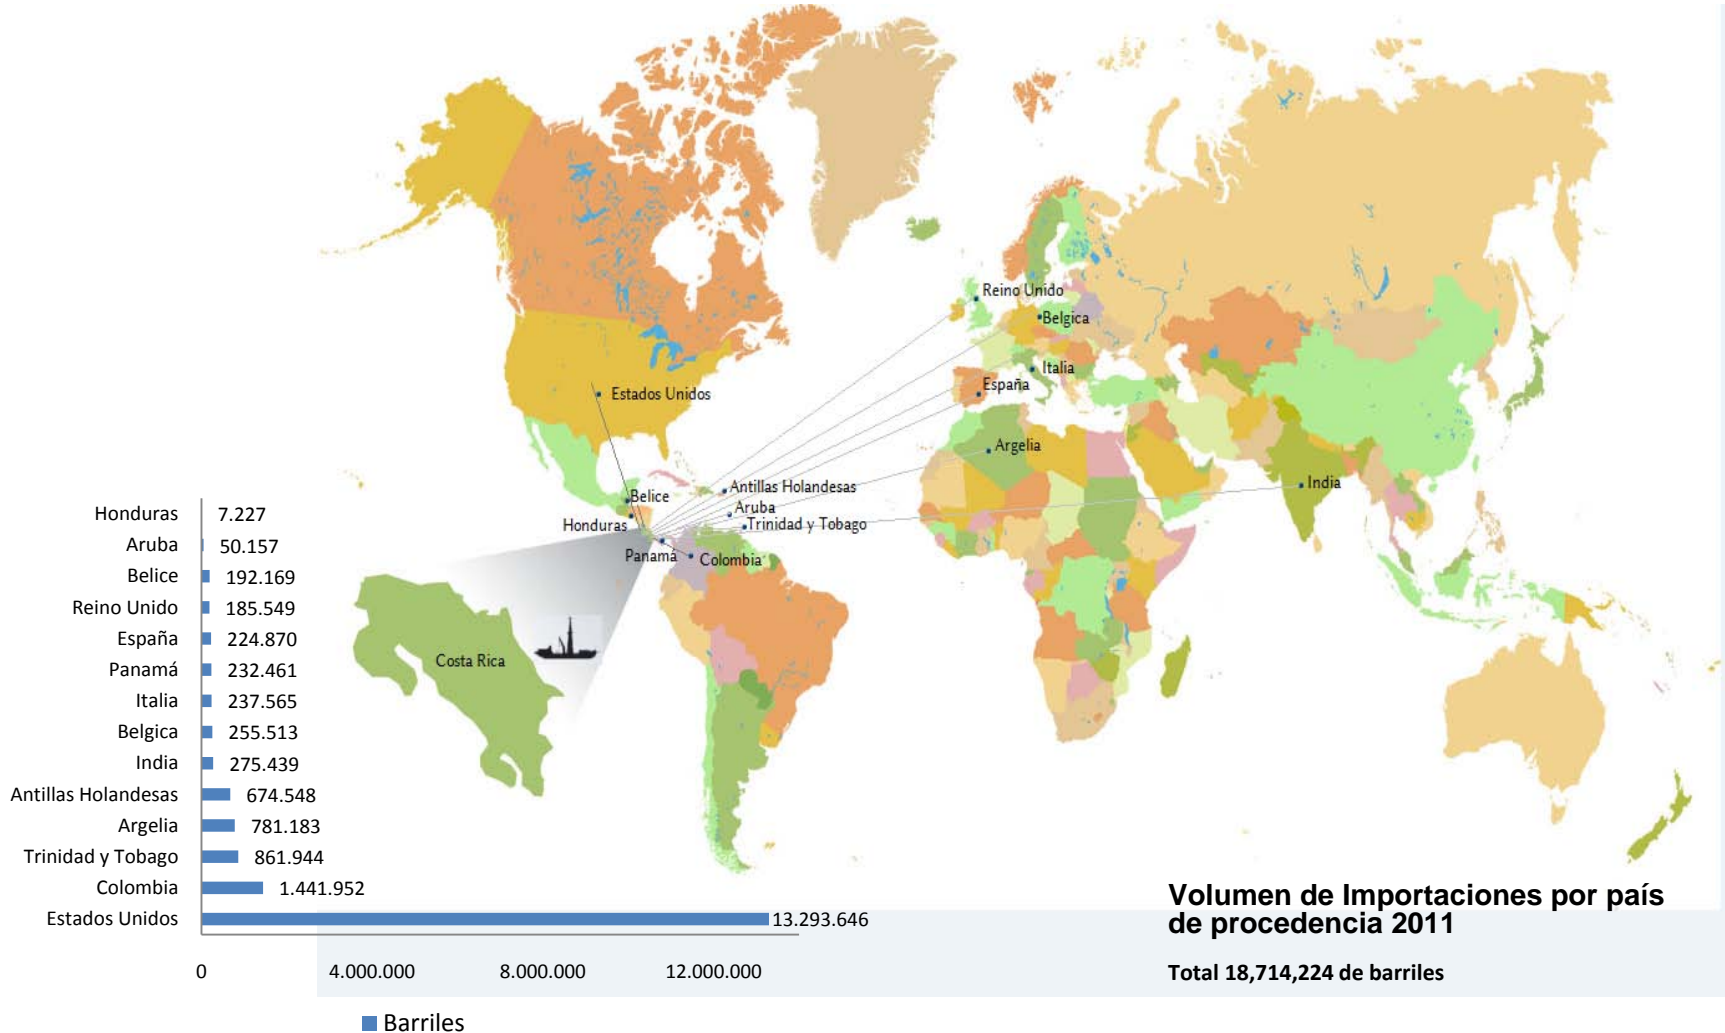 Reino Unido
Belgica
Italia
España
Estados Unidos
Argelia
India
Antillas Holandesas
Belice
Aruba
Honduras
Trinidad y Tobago
Panamá
Colombia
Costa Rica
Honduras 7.227
Aruba 50.157
Belice 192.169
Reino Unido 185.549
España 224.870
Panamá 232.461
Italia 237.565
Belgica 255.513
India 275.439
Antillas Holandesas 674.548
Argelia 781.183
Trinidad y Tobago 861.944
Colombia 1.441.952
Estados Unidos 13.293.646
0 4.000.000 8.000.000 12.000.000
Barriles
Volumen de Importaciones por país
de procedencia 2011
Total 18,714,224 de barriles